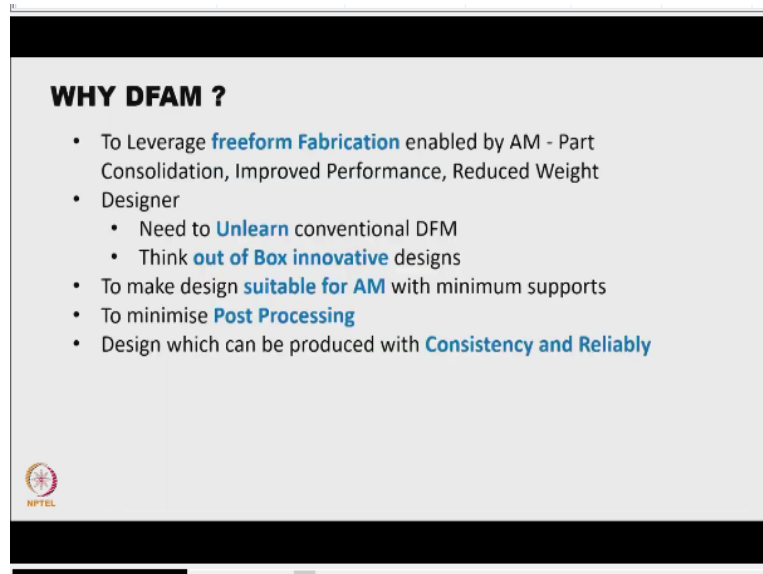 WHY DFAM ?
• To Leverage freeform Fabrication enabled by AM - Part
Consolidation, Improved Performance, Reduced Weight
• Designer
• Need to Unlearn conventional DFM
• Think out of Box innovative designs
• To make design suitable for AM with minimum supports
• To minimise Post Processing
• Design which can be produced with Consistency and Reliably
NPTEL